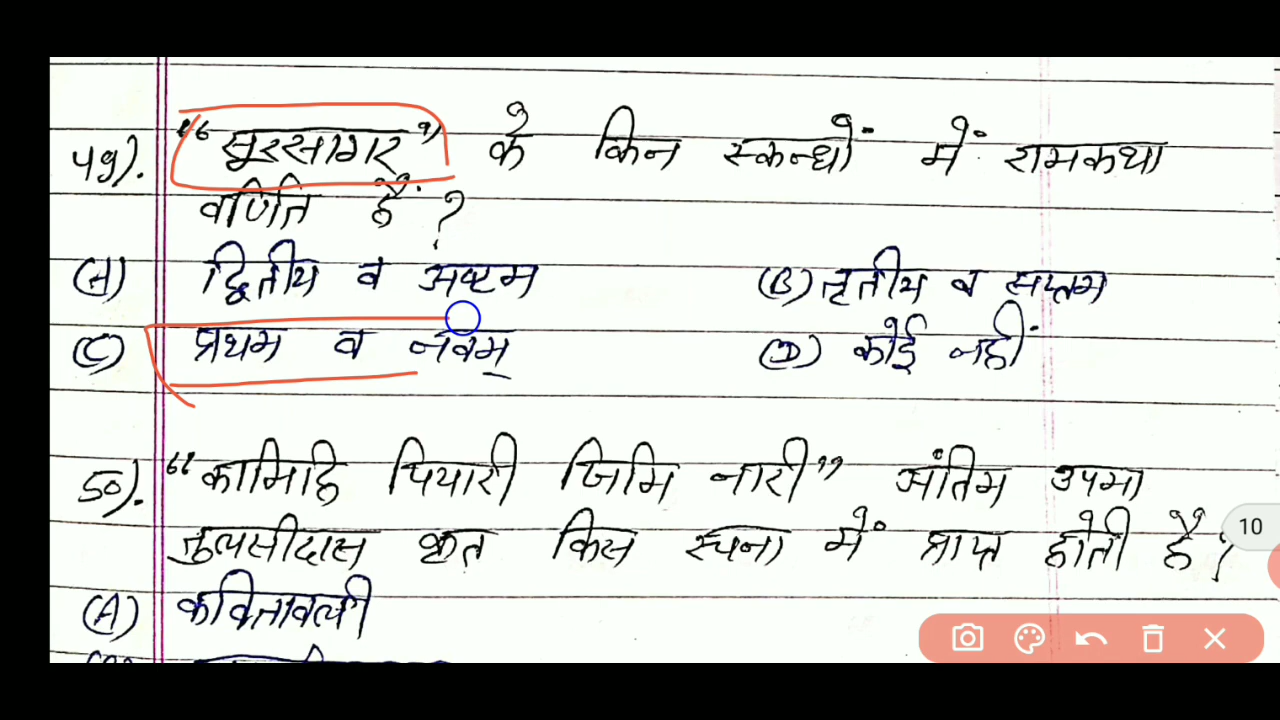 49). "सूरसागर" के किन स्कन्धों में रामकथा
वर्णित हैं ?
(A) द्वितीय व अष्टम (B) तृतीय व सप्तम
(C) प्रथम व नवम् (D) कोई नहीं
50). "कामिहि पियारी जिमि नारी" अंतिम उपमा
तुलसीदास कृत किस रचना में प्राप्त होती है ?
10
(A) कवितावली